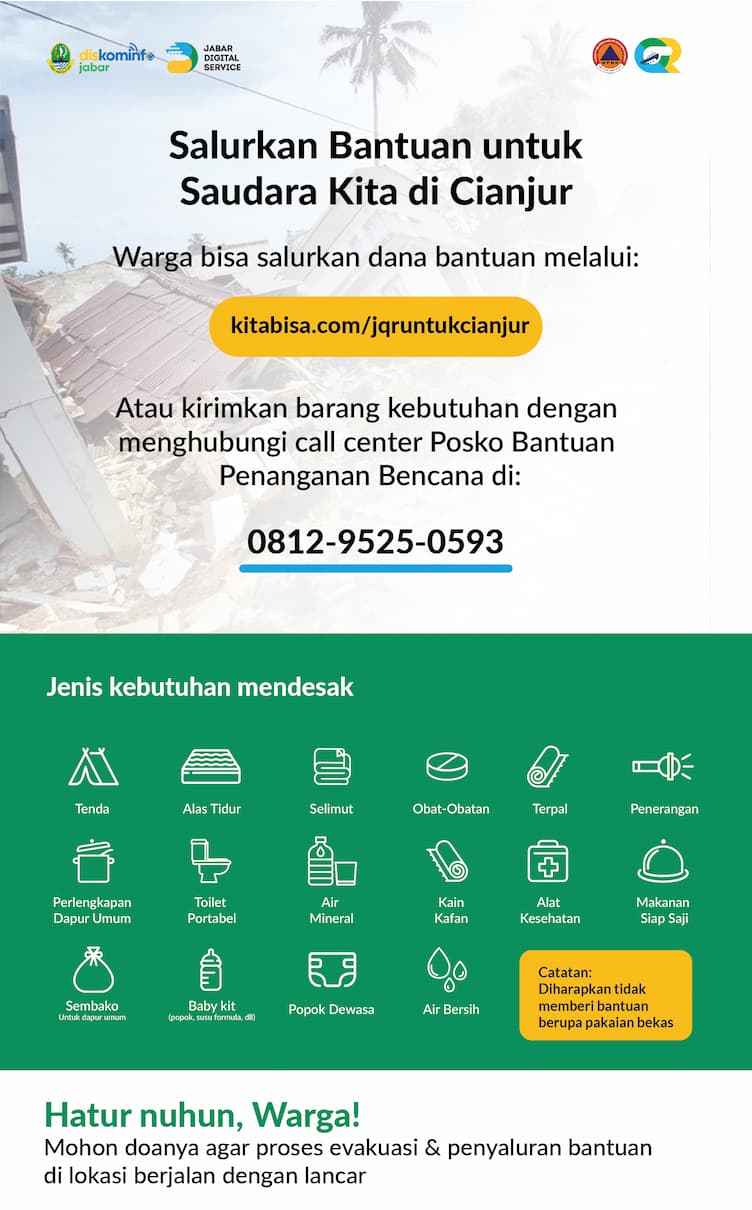 diskominfo
jabar
JABAR
DIGITAL
SERVICE
Salurkan Bantuan untuk
Saudara Kita di Cianjur
Warga bisa salurkan dana bantuan melalui:
kitabisa.com/jqruntukcianjur
Atau kirimkan barang kebutuhan dengan
menghubungi call center Posko Bantuan
Penanganan Bencana di:
0812-9525-0593
Jenis kebutuhan mendesak
Tenda
Alas Tidur
Selimut
Obat-Obatan
Terpal
Penerangan
Perlengkapan
Dapur Umum
Toilet
Portabel
Air
Mineral
Kain
Kafan
Alat
Kesehatan
Makanan
Siap Saji
Sembako
Untuk dapur umum
Baby kit
(popok, susu formula, dll)
Popok Dewasa
Air Bersih
Catatan:
Diharapkan tidak
memberi bantuan
berupa pakaian bekas
Hatur nuhun, Warga!
Mohon doanya agar proses evakuasi & penyaluran bantuan
di lokasi berjalan dengan lancar